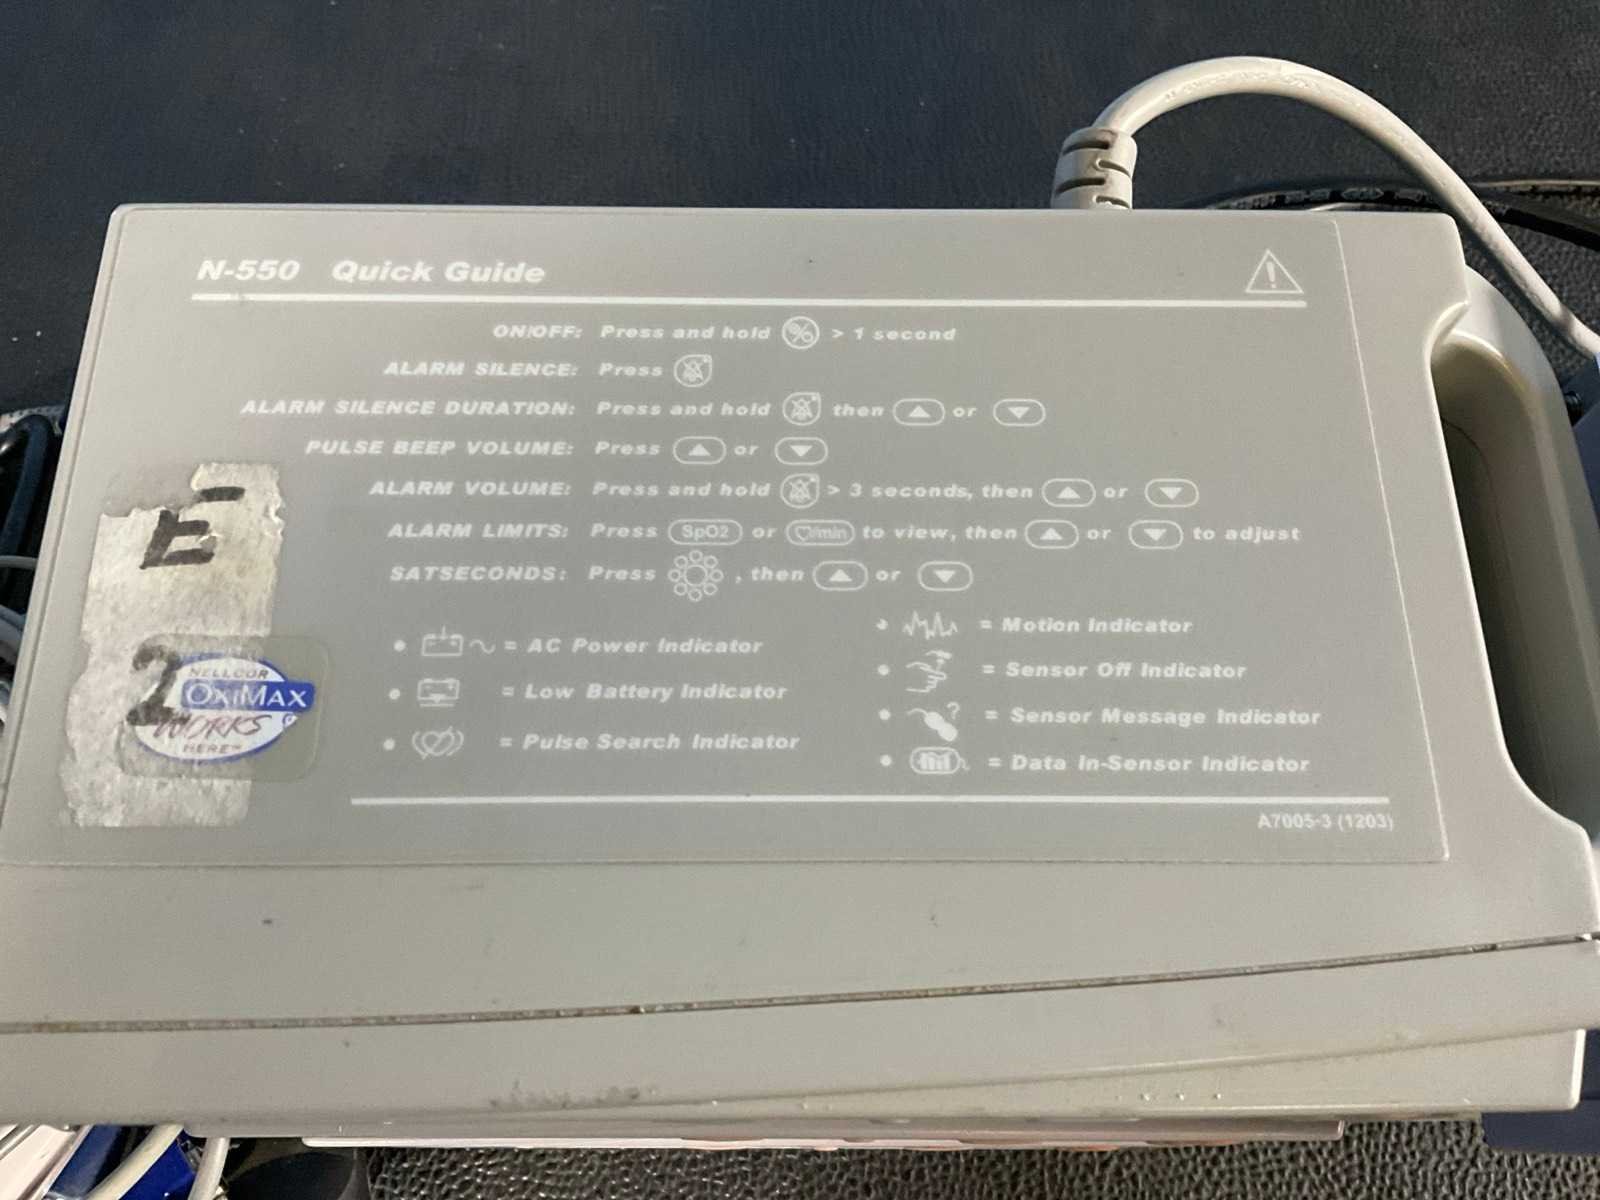 N-550 Quick Guide
ON/OFF: Press and hold > 1 second
ALARM SILENCE: Press
ALARM SILENCE DURATION: Press and hold then or
PULSE BEEP VOLUME: Press or
ALARM VOLUME: Press and hold > 3 seconds, then or
ALARM LIMITS: Press SpO2 or /min to view, then or to adjust
SATSECONDS: Press , then or
= AC Power Indicator
= Low Battery Indicator
= Pulse Search Indicator
= Motion Indicator
= Sensor Off Indicator
= Sensor Message Indicator
= Data In-Sensor Indicator
A7005-3 (1203)
E
2
NELLCOR
OXIMAX
WORKS
HERE™